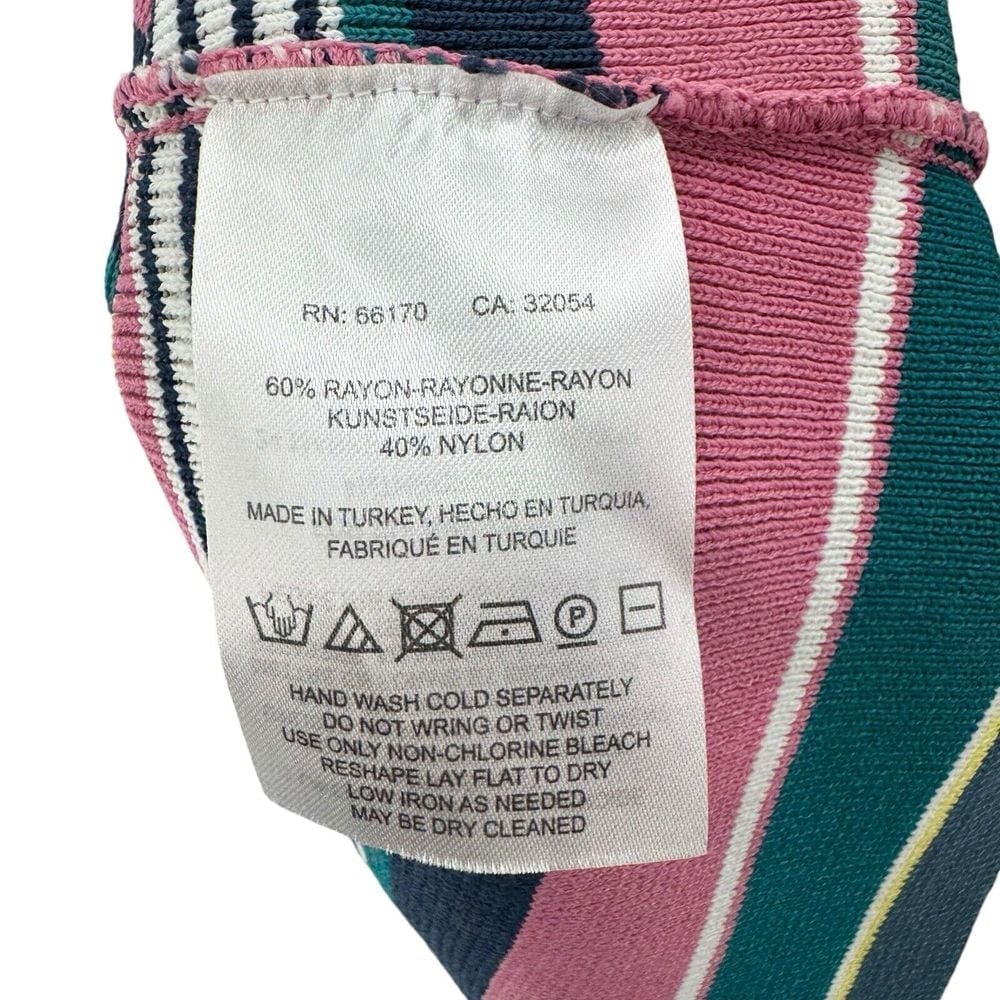 RN: 66170 CA: 32054
60% RAYON-RAYONNE-RAYON
KUNSTSEIDE-RAION
40% NYLON
MADE IN TURKEY, HECHO EN TURQUIA,
FABRIQUÉ EN TURQUIE
P
HAND WASH COLD SEPARATELY
DO NOT WRING OR TWIST
USE ONLY NON-CHLORINE BLEACH
RESHAPE LAY FLAT TO DRY
LOW IRON AS NEEDED
MAY BE DRY CLEANED